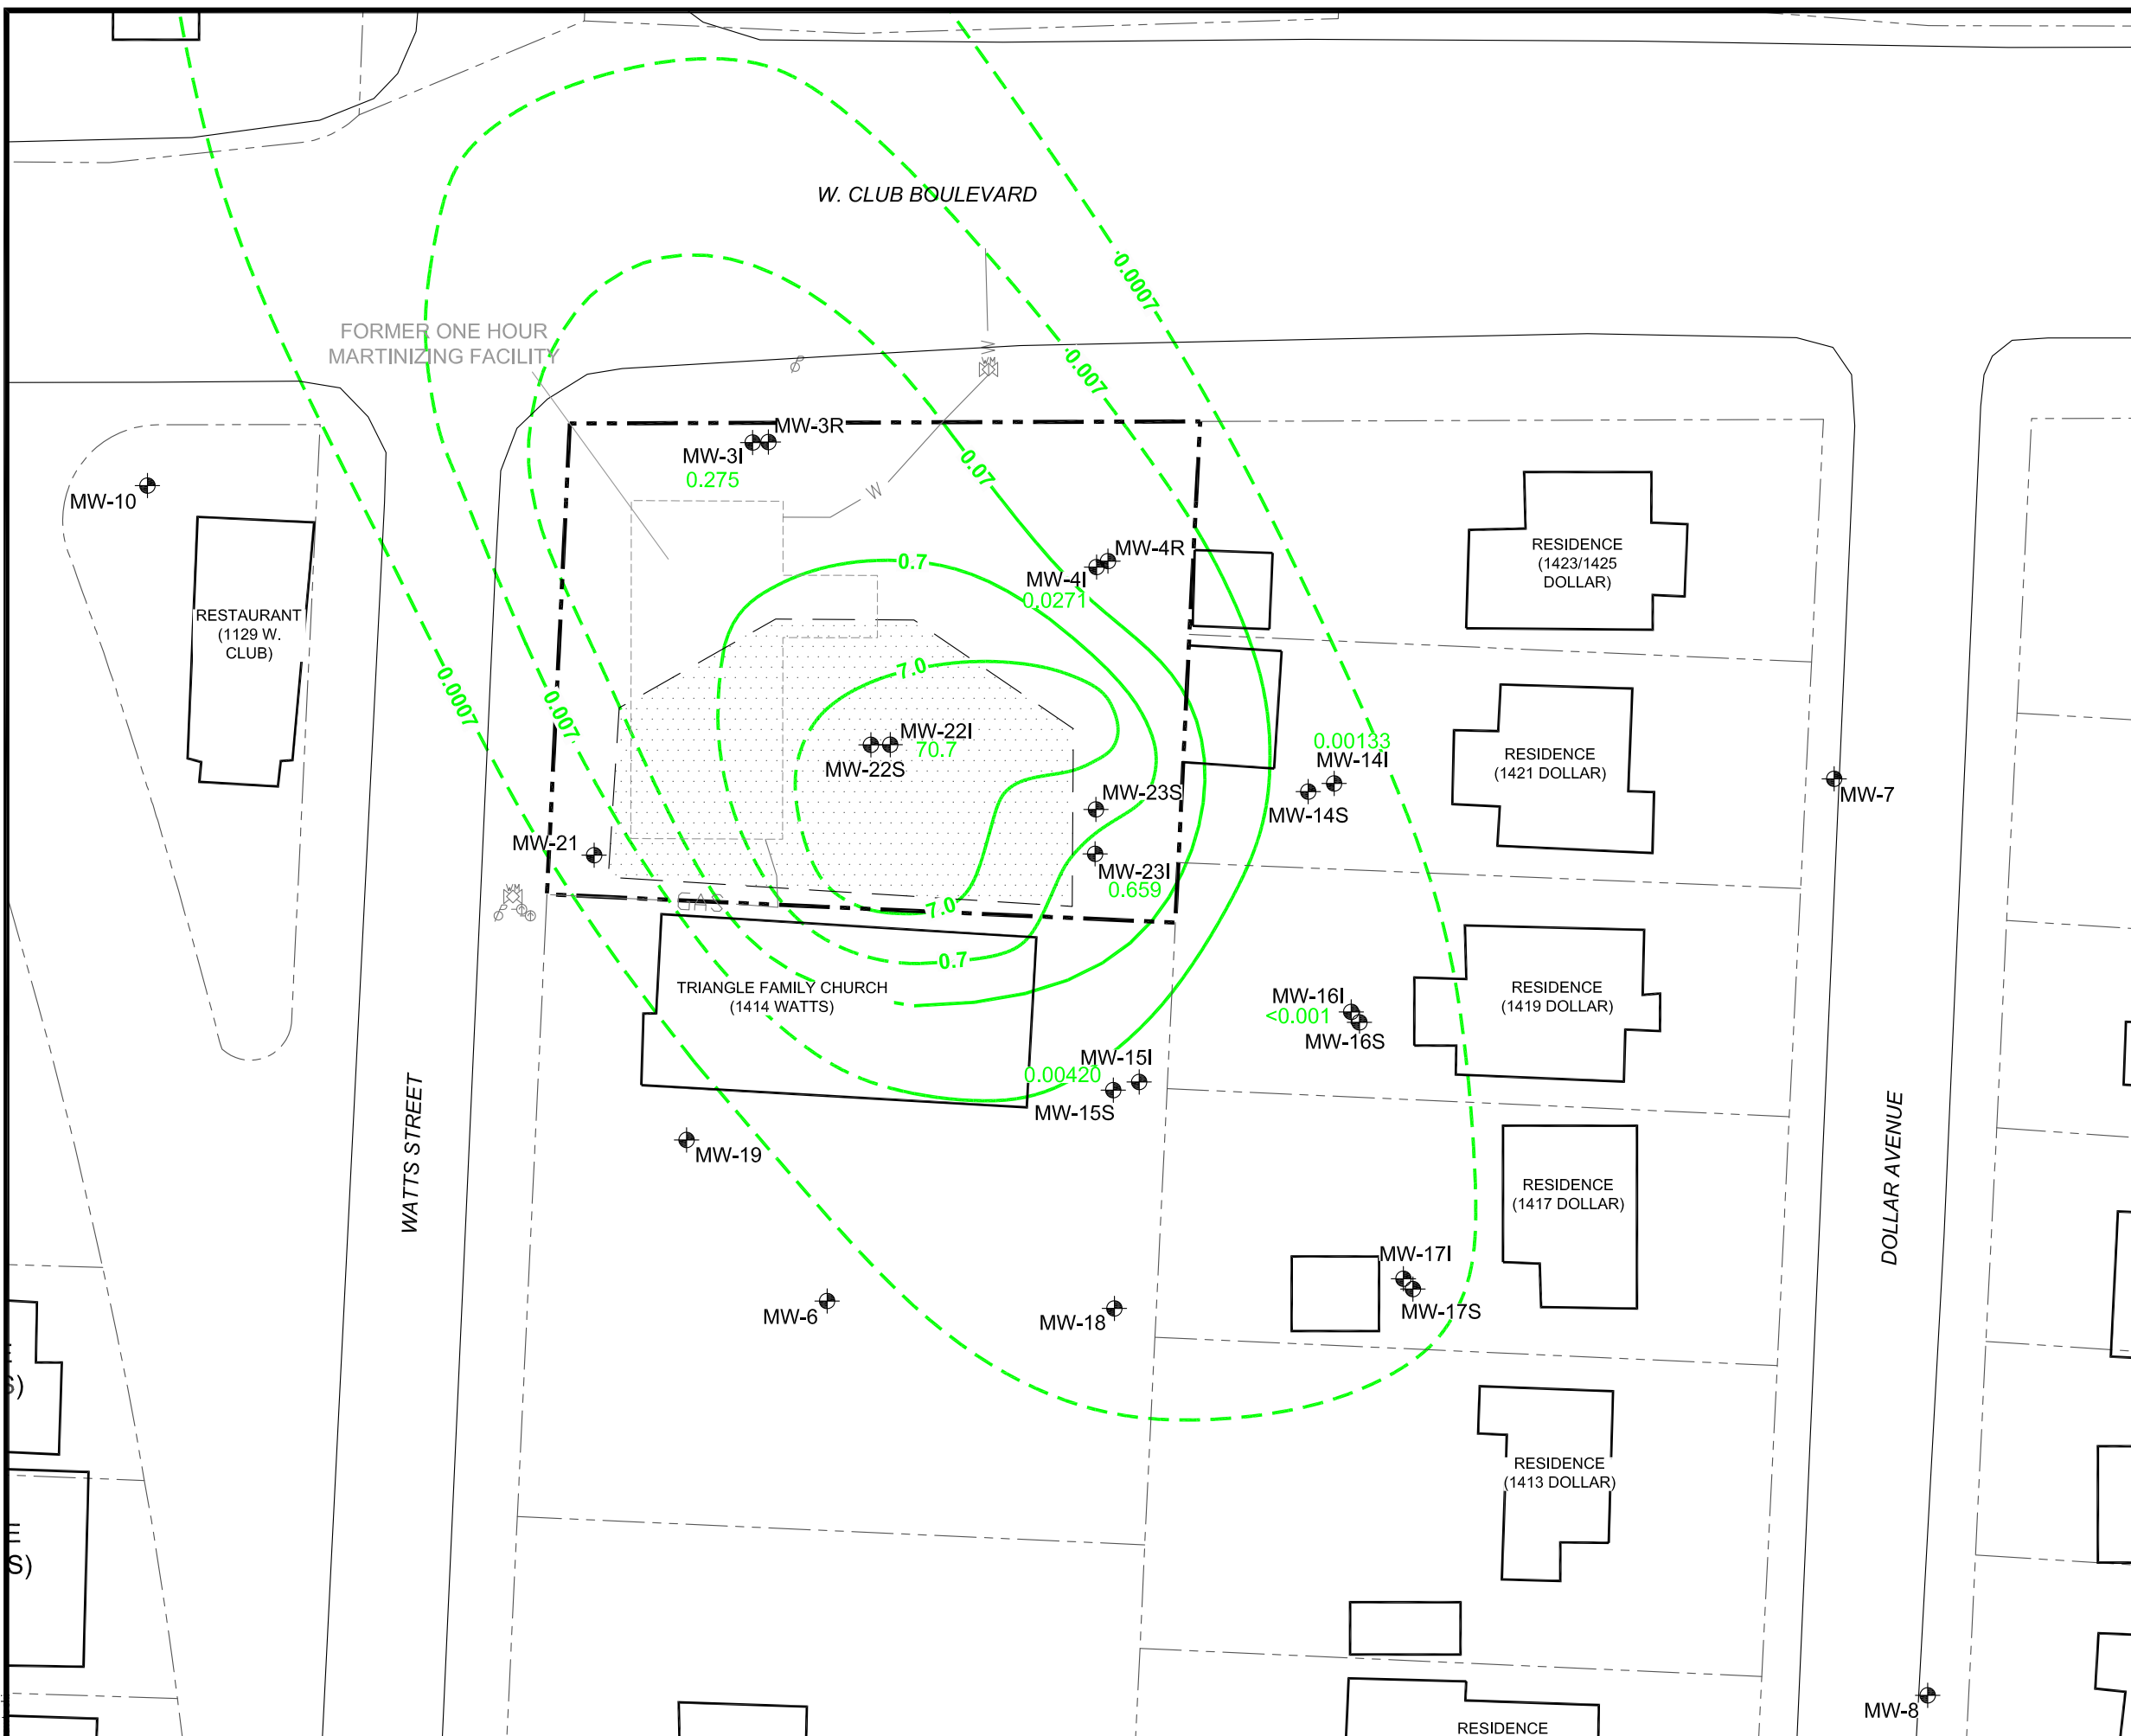 W. CLUB BOULEVARD
0.0007
FORMER ONE HOUR
MARTINIZING FACILITY
0.007
W
WM
MW-3R
MW-3I
0.275
0.07
W
MW-10
MW-4R
MW-4I
0.0271
0.7
RESIDENCE
(1423/1425
DOLLAR)
RESTAURANT
(1129 W.
CLUB)
7.0
0.0007
0.007
MW-22I
70.7
MW-22S
0.00133
MW-14I
MW-14S
RESIDENCE
(1421 DOLLAR)
MW-7
MW-23S
MW-21
MW-23I
0.659
WM
GAS
7.0
0.7
TRIANGLE FAMILY CHURCH
(1414 WATTS)
MW-16I
<0.001
MW-16S
RESIDENCE
(1419 DOLLAR)
MW-15I
0.00420
MW-15S
WATTS STREET
MW-19
DOLLAR AVENUE
RESIDENCE
(1417 DOLLAR)
MW-17I
MW-17S
MW-6
MW-18
S)
RESIDENCE
(1413 DOLLAR)
E
S)
MW-8
RESIDENCE